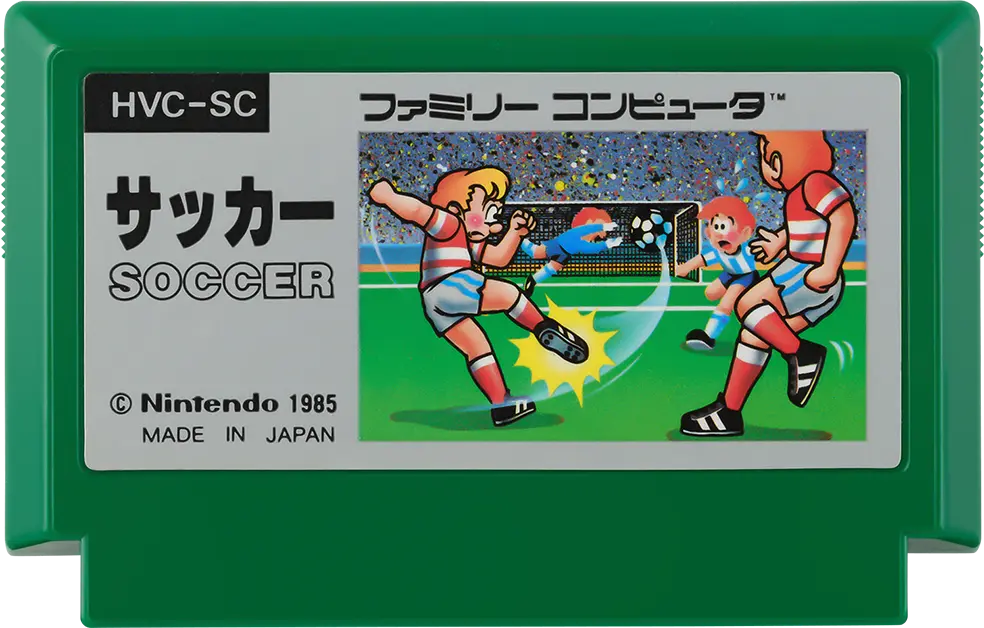 HVC-SC
ファミリー コンピュータ™
サッカー
SOCCER
© Nintendo 1985
MADE IN JAPAN